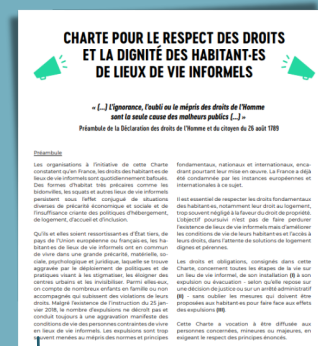 CHARTE POUR LE RESPECT DES DROITS
ET LA DIGNITÉ DES HABITANT·ES
DE LIEUX DE VIE INFORMELS
« (...) L'ignorance, l'oubli ou le mépris des droits de l'Homme
sont la seule cause des malheurs publics (...) »
Préambule de la Déclaration des droits de l'Homme et du citoyen du 26 août 1789
Préambule
Les organisations à l'initiative de cette Charte
constatent qu'en France, les droits des habitant·es de
lieux de vie informels sont quotidiennement bafoués.
Des formes d'habitat très précaires comme les
bidonvilles, les squats et autres lieux de vie informels
persistent sous l'effet conjugué de situations
diverses de précarité économique et sociale et de
l'insuffisance criante des politiques d'hébergement,
de logement, d'accueil et d'inclusion.
Qu'ils et elles soient ressortissant·es d'État tiers, de
pays de l'Union européenne ou français·es, les ha-
bitant·es de lieux de vie informels ont en commun
de vivre dans une grande précarité, matérielle, so-
ciale, psychologique et juridique, laquelle se trouve
aggravée par le déploiement de politiques et de
pratiques visant à les stigmatiser, les éloigner des
centres urbains et les invisibiliser. Parmi elles·eux,
on compte de nombreux enfants en famille ou non
accompagnés qui subissent des violations de leurs
droits. Malgré l'existence de l'instruction du 25 jan-
vier 2018, le nombre d'expulsions ne décroît pas et
conduit toujours à une aggravation manifeste des
conditions de vie des personnes contraintes de vivre
en lieux de vie informels. Les expulsions sont trop
souvent menées au mépris des normes et principes
fondamentaux, nationaux et internationaux, enca-
drant pourtant leur mise en œuvre. La France a déjà
été condamnée par les instances européennes et
internationales à ce sujet.
Il est essentiel de respecter les droits fondamentaux
des habitant·es, notamment leur droit au logement,
trop souvent négligé à la faveur du droit de propriété.
L'objectif poursuivi n'est pas de faire perdurer
l'existence de lieux de vie informels mais d'améliorer
les conditions de vie de leurs habitant·es et l'accès à
leurs droits, dans l'attente de solutions de logement
dignes et pérennes.
Les droits et obligations, consignés dans cette
Charte, concernent toutes les étapes de la vie sur
un lieu de vie informel, de son installation (I) à son
expulsion ou évacuation - selon qu'elle repose sur
une décision de justice ou sur un arrêté administratif
(II) - sans oublier les mesures qui doivent être
proposées aux habitant·es pour faire face aux effets
des expulsions (III).
Cette Charte a vocation à être diffusée aux
personnes concernées, mineures ou majeures, en
exigeant le respect des principes énoncés.